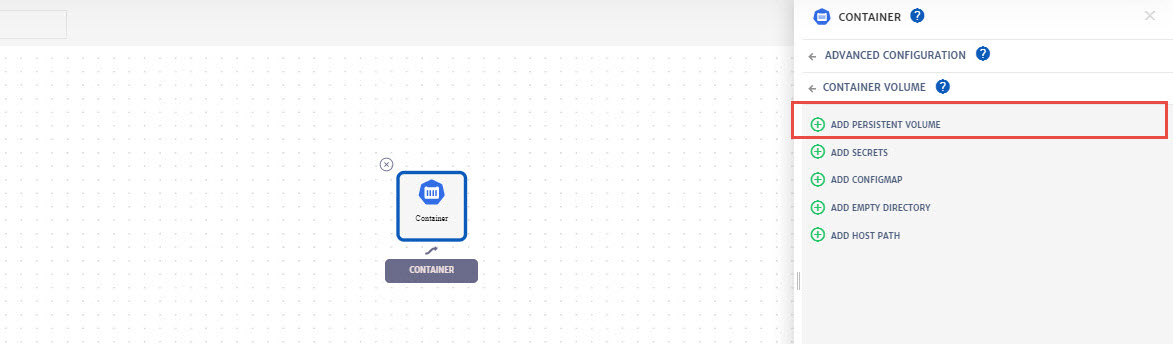 CONTAINER ?
ADVANCED CONFIGURATION ?
CONTAINER VOLUME ?
ADD PERSISTENT VOLUME
ADD SECRETS
ADD CONFIGMAP
ADD EMPTY DIRECTORY
ADD HOST PATH
Container
CONTAINER